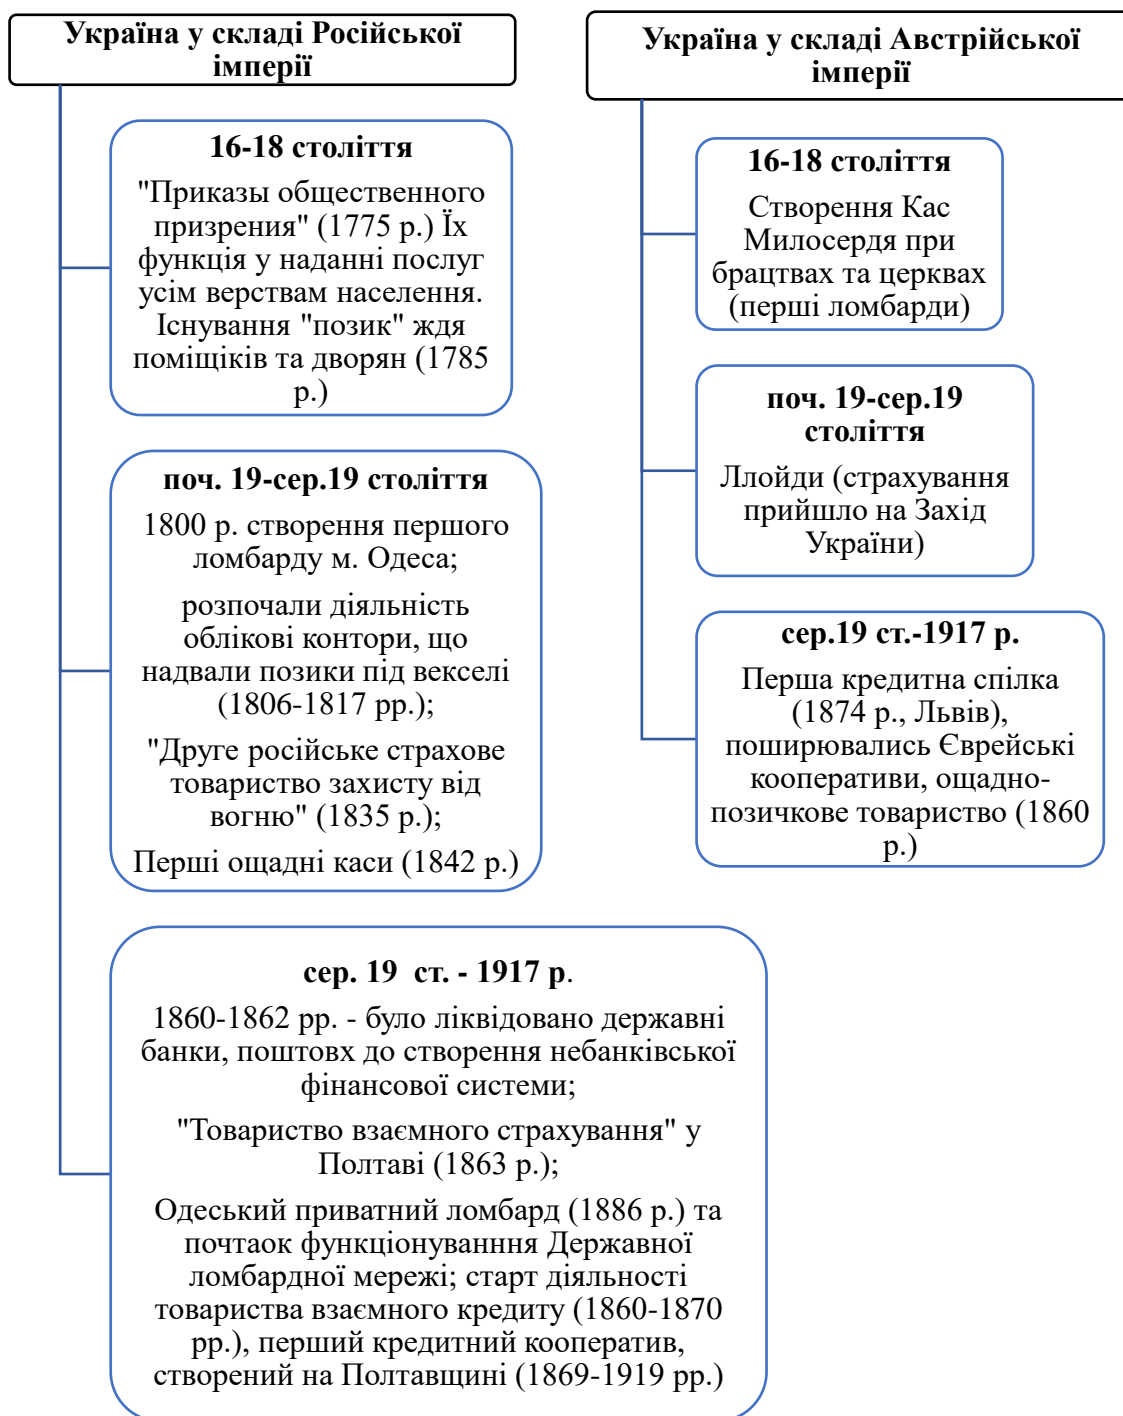 Україна у складі Російської
імперії
16-18 століття
"Приказы общественного
призрения" (1775 р.) Їх
функція у наданні послуг
усім верствам населення.
Існування "позик" ждя
поміщіків та дворян (1785
р.)
поч. 19-сер.19 століття
1800 р. створення першого
ломбарду м. Одеса;
розпочали діяльність
облікові контори, що
надвали позики під векселі
(1806-1817 рр.);
"Друге російське страхове
товариство захисту від
вогню" (1835 р.);
Перші ощадні каси (1842 р.)
сер. 19 ст. - 1917 р.
1860-1862 рр. - було ліквідовано державні
банки, поштовх до створення небанківської
фінансової системи;
"Товариство взаємного страхування" у
Полтаві (1863 р.);
Одеський приватний ломбард (1886 р.) та
почтаок функціонуванння Державної
ломбардної мережі; старт діяльності
товариства взаємного кредиту (1860-1870
рр.), перший кредитний кооператив,
створений на Полтавщині (1869-1919 рр.)
Україна у складі Австрійської
імперії
16-18 століття
Створення Кас
Милосердя при
брацтвах та церквах
(перші ломбарди)
поч. 19-сер.19
століття
Ллойди (страхування
прийшло на Захід
України)
сер.19 ст.-1917 р.
Перша кредитна спілка
(1874 р., Львів),
поширювались Єврейські
кооперативи, ощадно-
позичкове товариство (1860
р.)